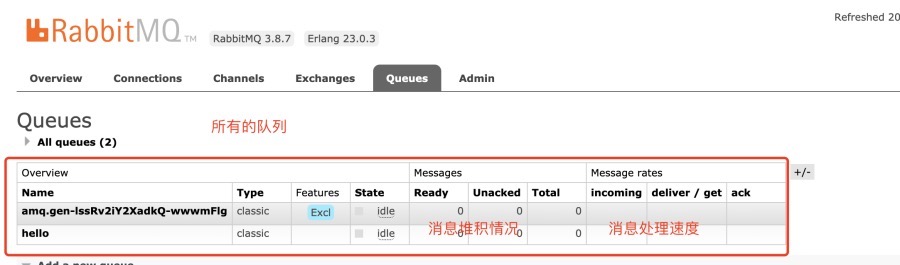 Refreshed 20
RabbitMQ TM RabbitMQ 3.8.7 Erlang 23.0.3
Overview Connections Channels Exchanges Queues Admin
Queues
所有的队列
All queues (2)
Overview Messages Message rates +/-
Name Type Features State Ready Unacked Total incoming deliver / get ack
amq.gen-lssRv2iY2XadkQ-wwwmFlg classic Excl idle 0 0 0
hello classic idle 0 0 0
消息堆积情况 消息处理速度
Add a new queue